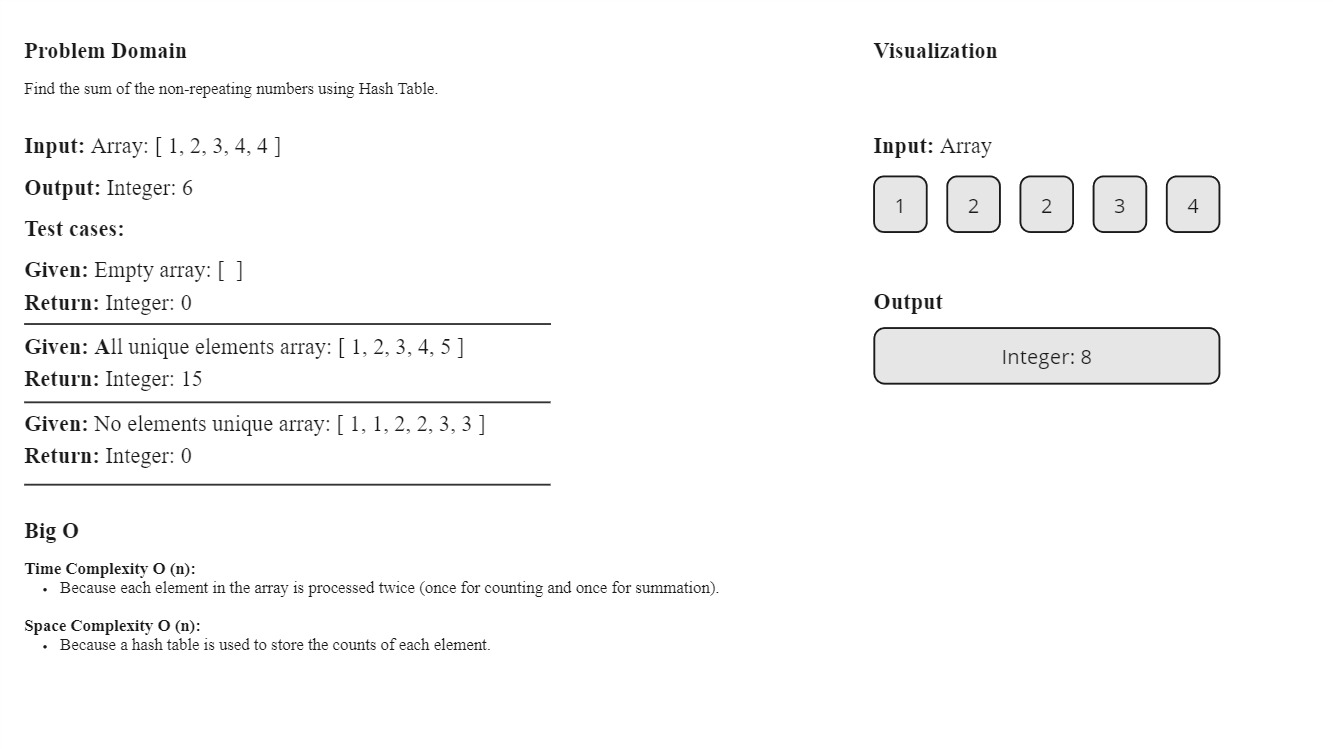 Problem Domain
Find the sum of the non-repeating numbers using Hash Table.
Input: Array: [ 1, 2, 3, 4, 4 ]
Output: Integer: 6
Test cases:
Given: Empty array: [  ]
Return: Integer: 0
Given: All unique elements array: [ 1, 2, 3, 4, 5 ]
Return: Integer: 15
Given: No elements unique array: [ 1, 1, 2, 2, 3, 3 ]
Return: Integer: 0
Big O
Time Complexity O (n):
• Because each element in the array is processed twice (once for counting and once for summation).
Space Complexity O (n):
• Because a hash table is used to store the counts of each element.
Visualization
Input: Array
1 2 2 3 4
Output
Integer: 8